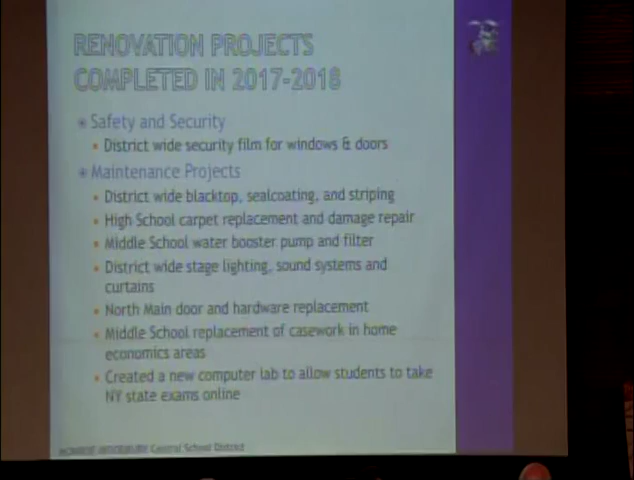 RENOVATION PROJECTS
COMPLETED IN 2017-2018
Safety and Security
District wide security film for windows & doors
Maintenance Projects
District wide blacktop, sealcoating, and striping
High School carpet replacement and damage repair
Middle School water booster pump and filter
District wide stage lighting, sound systems and
curtains
North Main door and hardware replacement
Middle School replacement of casework in home
economics areas
Created a new computer lab to allow students to take
NY state exams online
MONROE-WOODBURY Central School District